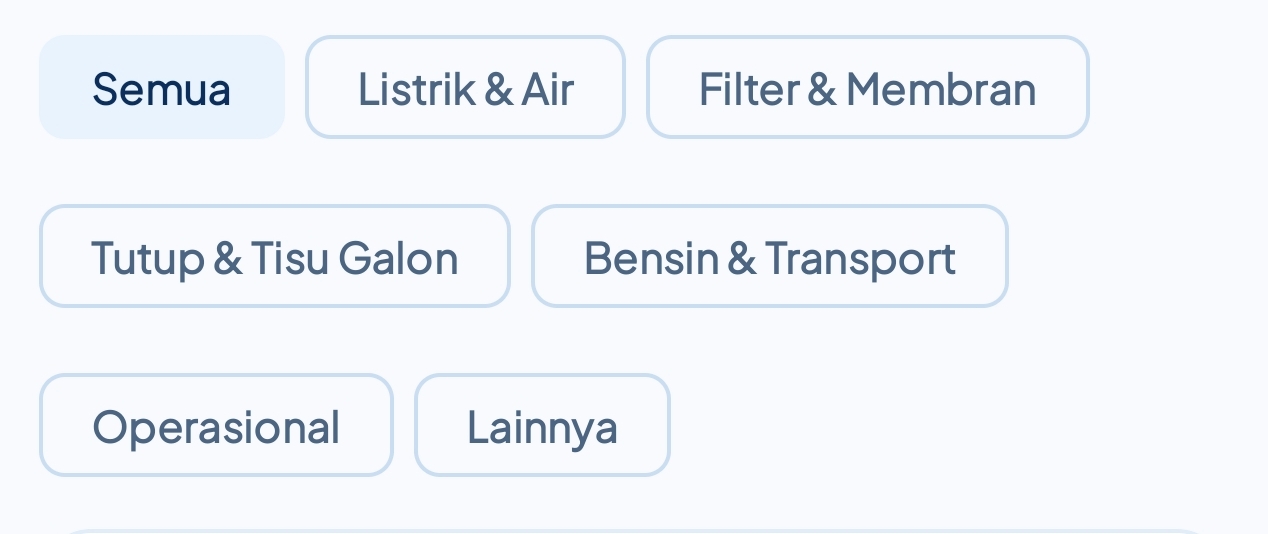 Semua Listrik & Air Filter & Membran
Tutup & Tisu Galon Bensin & Transport
Operasional Lainnya